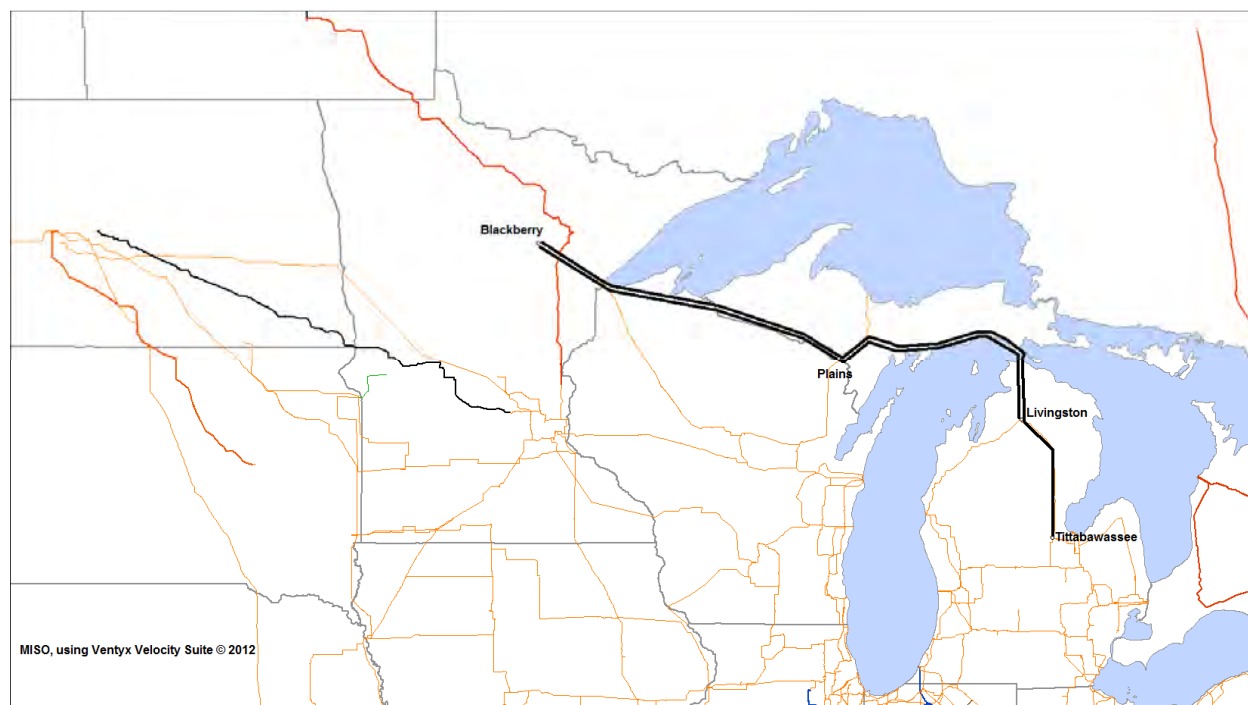 Blackberry
Plains
Livingston
Tittabawassee
MISO, using Ventyx Velocity Suite © 2012